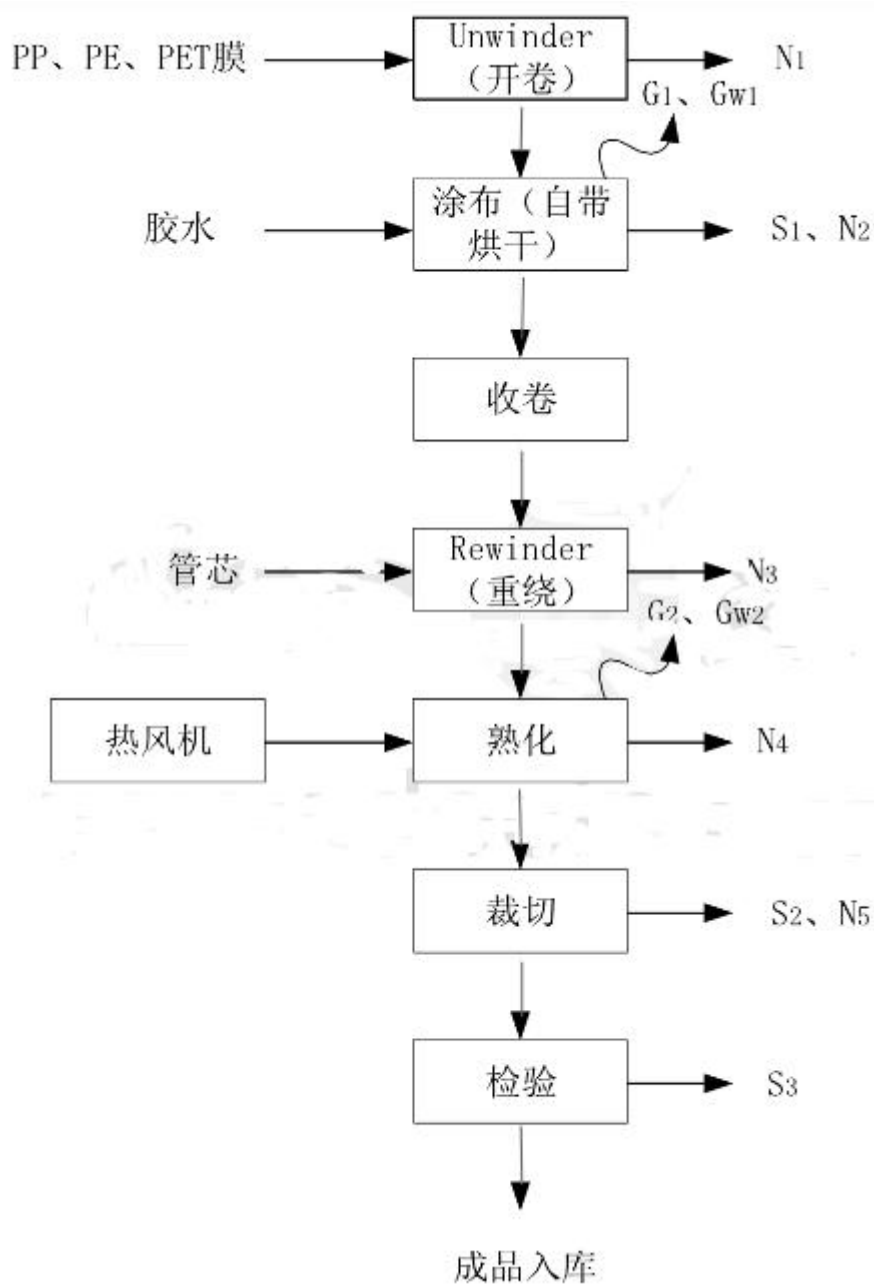 PP、PE、PET膜
Unwinder
（开卷）
N1
G1、Gw1
胶水
涂布（自带
烘干）
S1、N2
收卷
管芯
Rewinder
（重绕）
N3
G2、Gw2
热风机
熟化
N4
裁切
S2、N5
检验
S3
成品入库